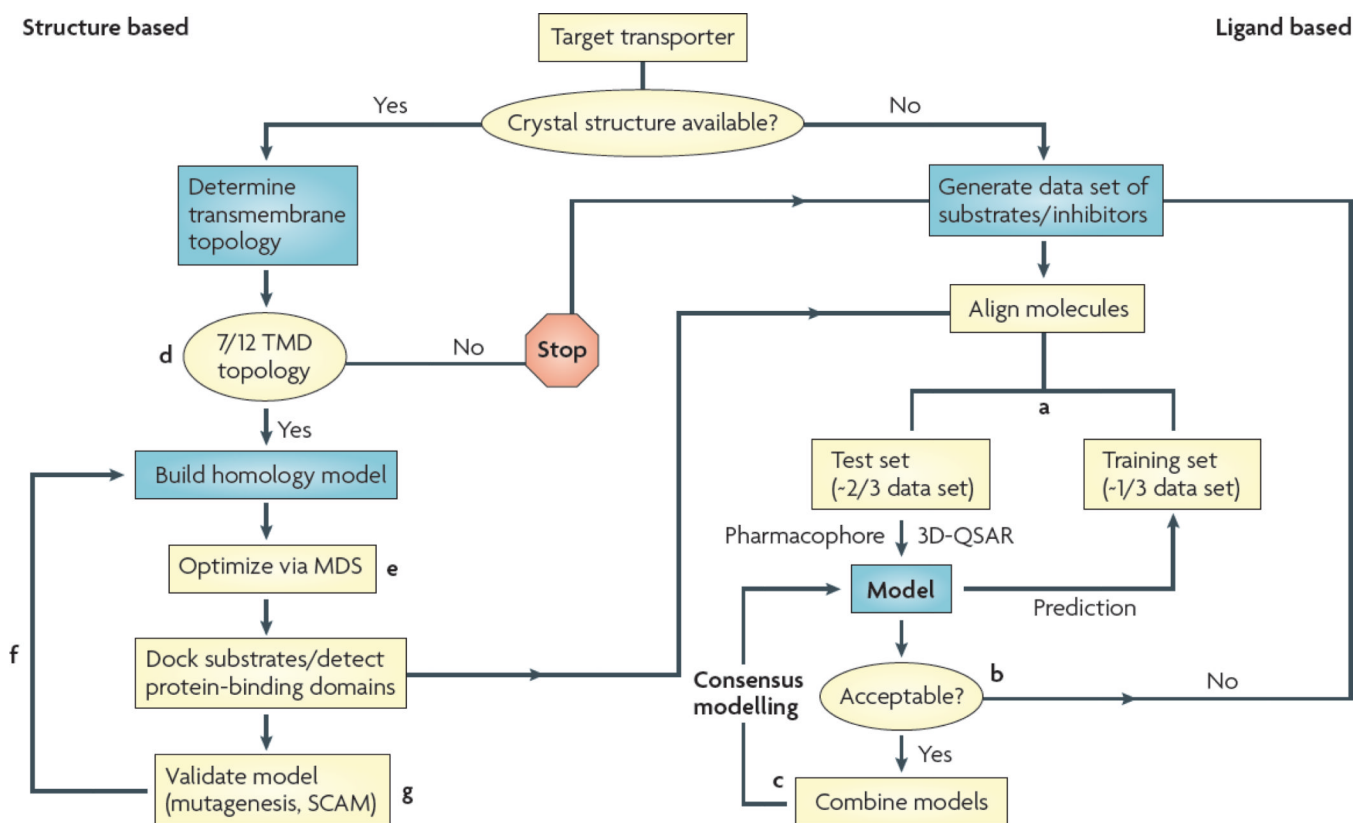 Structure based
Target transporter
Ligand based
Yes
Crystal structure available?
No
Determine
transmembrane
topology
Generate data set of
substrates/inhibitors
d
7/12 TMD
topology
No
Stop
Align molecules
a
Yes
Build homology model
Test set
(~2/3 data set)
Training set
(~1/3 data set)
Pharmacophore
3D-QSAR
Optimize via MDS
e
Model
Prediction
f
Dock substrates/detect
protein-binding domains
Consensus
modelling
Acceptable?
b
No
Validate model
(mutagenesis, SCAM)
g
Yes
c
Combine models